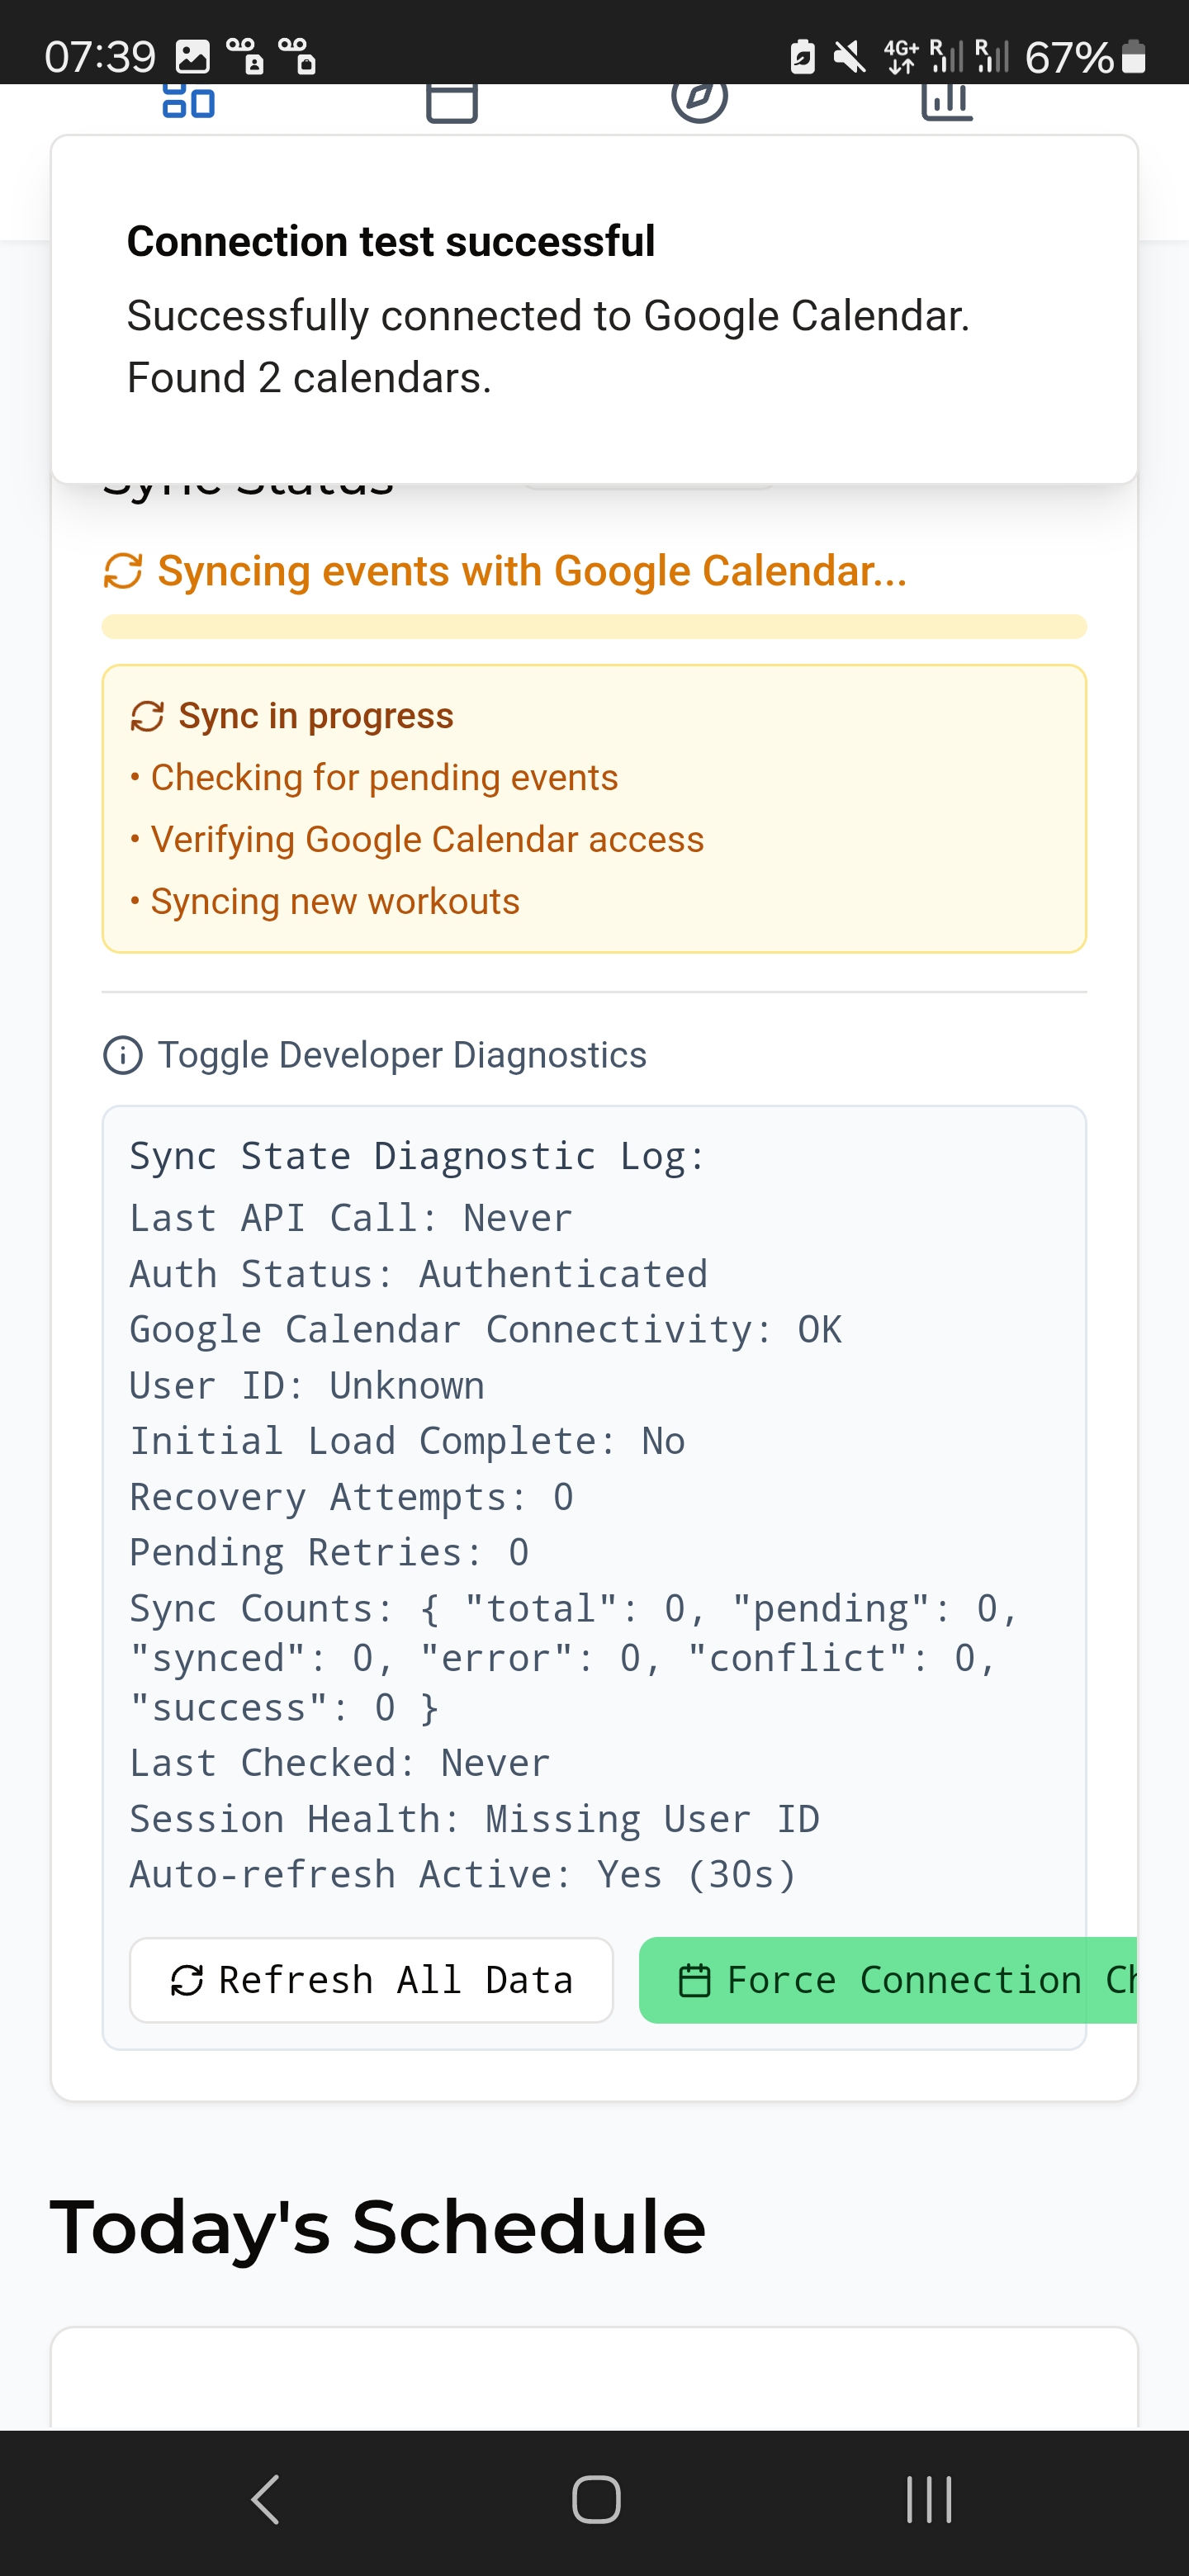 07:39
4G+ R R 67%
Connection test successful
Successfully connected to Google Calendar.
Found 2 calendars.
Sync Status
Syncing events with Google Calendar...
Sync in progress
• Checking for pending events
• Verifying Google Calendar access
• Syncing new workouts
Toggle Developer Diagnostics
Sync State Diagnostic Log:
Last API Call: Never
Auth Status: Authenticated
Google Calendar Connectivity: OK
User ID: Unknown
Initial Load Complete: No
Recovery Attempts: 0
Pending Retries: 0
Sync Counts: { "total": 0, "pending": 0,
"synced": 0, "error": 0, "conflict": 0,
"success": 0 }
Last Checked: Never
Session Health: Missing User ID
Auto-refresh Active: Yes (30s)
Refresh All Data
Force Connection Ch
Today's Schedule